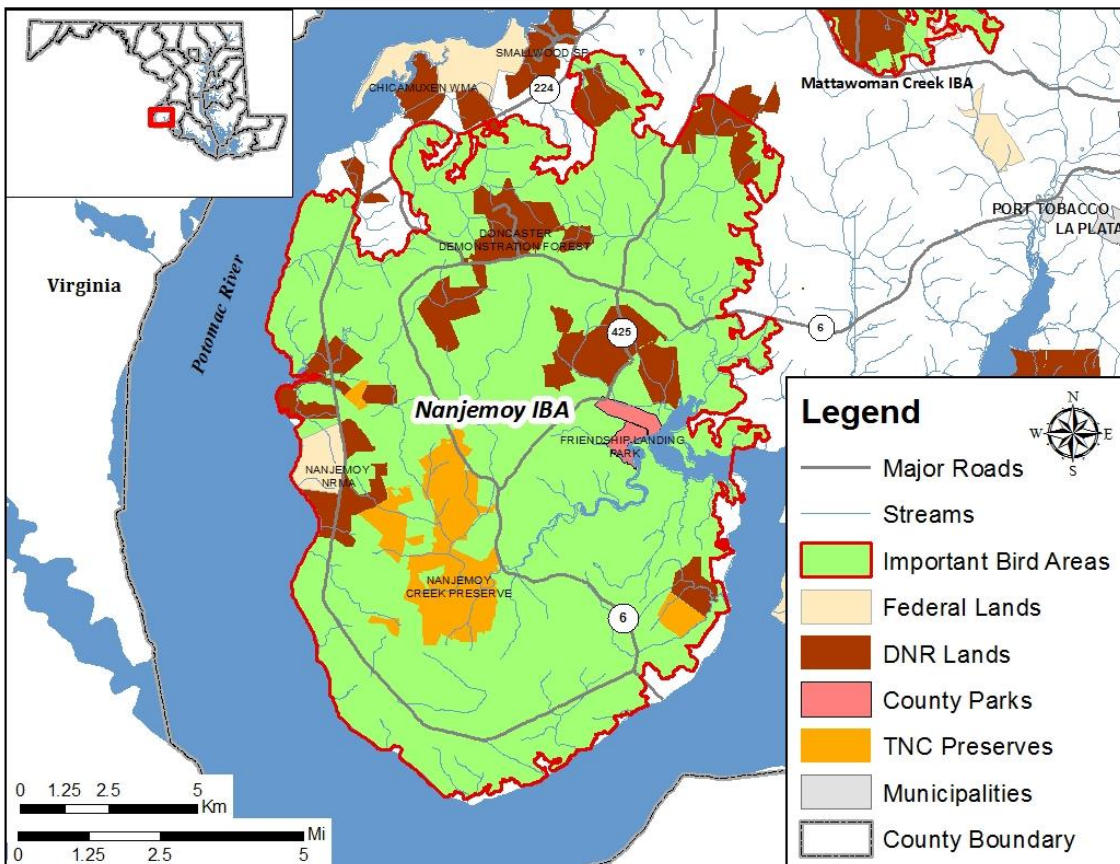 SMALLWOOD SP
CHICAMUXEN WMA
224
Mattawoman Creek IBA
PORT TOBACCO
LA PLATA
DONCASTER
DEMONSTRATION FOREST
Virginia
Potomac River
425
6
Nanjemoy IBA
FRIENDSHIP LANDING
PARK
NANJEMOY
NRMA
NANJEMOY
CREEK PRESERVE
6
Legend
N
W E
S
Major Roads
Streams
Important Bird Areas
Federal Lands
DNR Lands
County Parks
TNC Preserves
Municipalities
County Boundary
0 1.25 2.5 5
Km
Mi
0 1.25 2.5 5